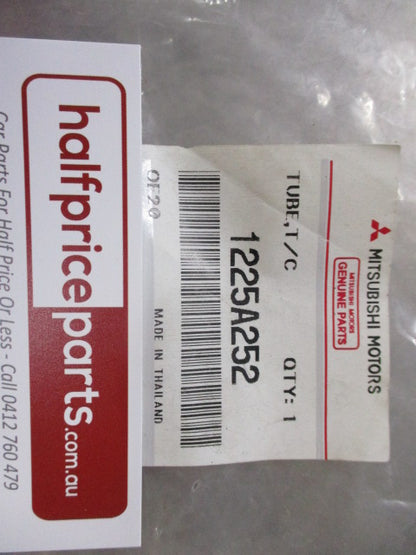 MITSUBISHI MOTORS
MITSUBISHI MOTORS
GENUINE PARTS
TUBE,T/C QTY: 1
1225A252
OF20 MADE IN THAILAND
halfpriceparts.com.au
Car Parts For Half Price Or Less - Call 0412 760 479